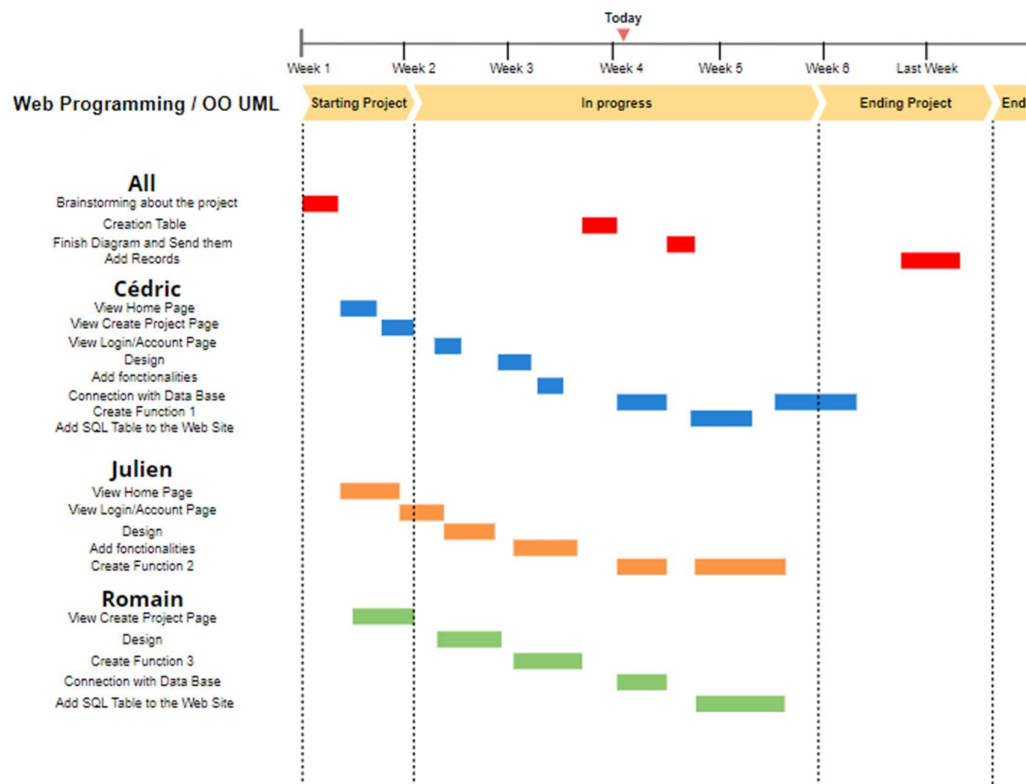 Today
Week 1 Week 2 Week 3 Week 4 Week 5 Week 6 Last Week
Web Programming / OO UML Starting Project In progress Ending Project End
All
Brainstorming about the project
Creation Table
Finish Diagram and Send them
Add Records
Cédric
View Home Page
View Create Project Page
View Login/Account Page
Design
Add fonctionalities
Connection with Data Base
Create Function 1
Add SQL Table to the Web Site
Julien
View Home Page
View Login/Account Page
Design
Add fonctionalities
Create Function 2
Romain
View Create Project Page
Design
Create Function 3
Connection with Data Base
Add SQL Table to the Web Site